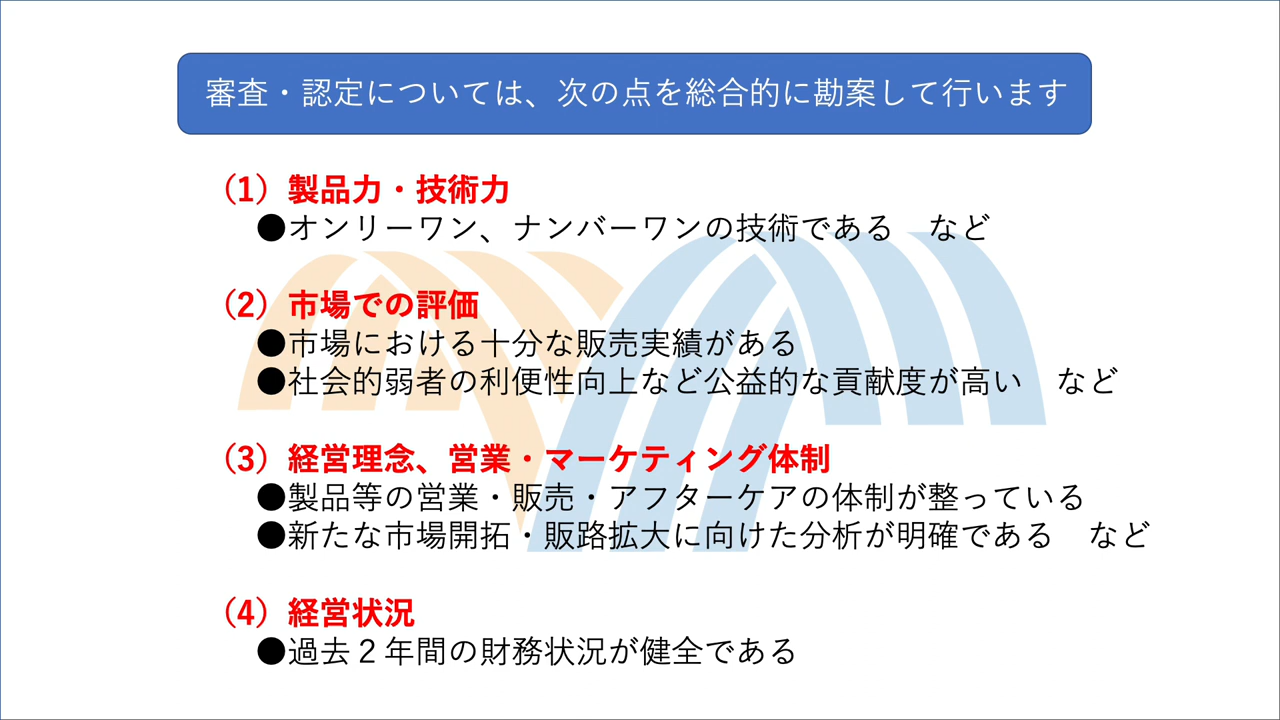 審査・認定については、次の点を総合的に勘案して行います
（1）製品力・技術力
●オンリーワン、ナンバーワンの技術である　など
（2）市場での評価
●市場における十分な販売実績がある
●社会的弱者の利便性向上など公益的な貢献度が高い　など
（3）経営理念、営業・マーケティング体制
●製品等の営業・販売・アフターケアの体制が整っている
●新たな市場開拓・販路拡大に向けた分析が明確である　など
（4）経営状況
●過去２年間の財務状況が健全である